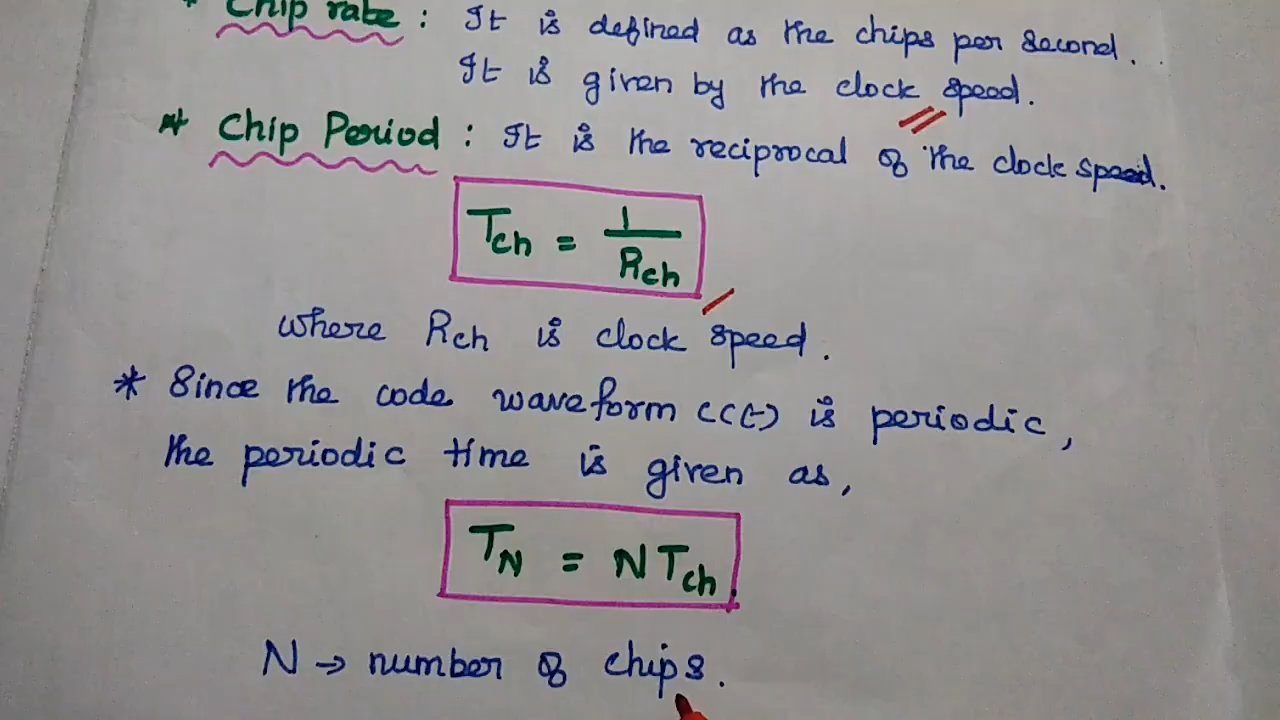 * Chip rate : It is defined as the chips per second.
It is given by the clock speed.
* Chip Period : It is the reciprocal of the clock speed.
Tch = 1/Rch
where Rch is clock speed.
* Since the code waveform c(t) is periodic,
the periodic time is given as,
TN = NTch.
N → number of chips.